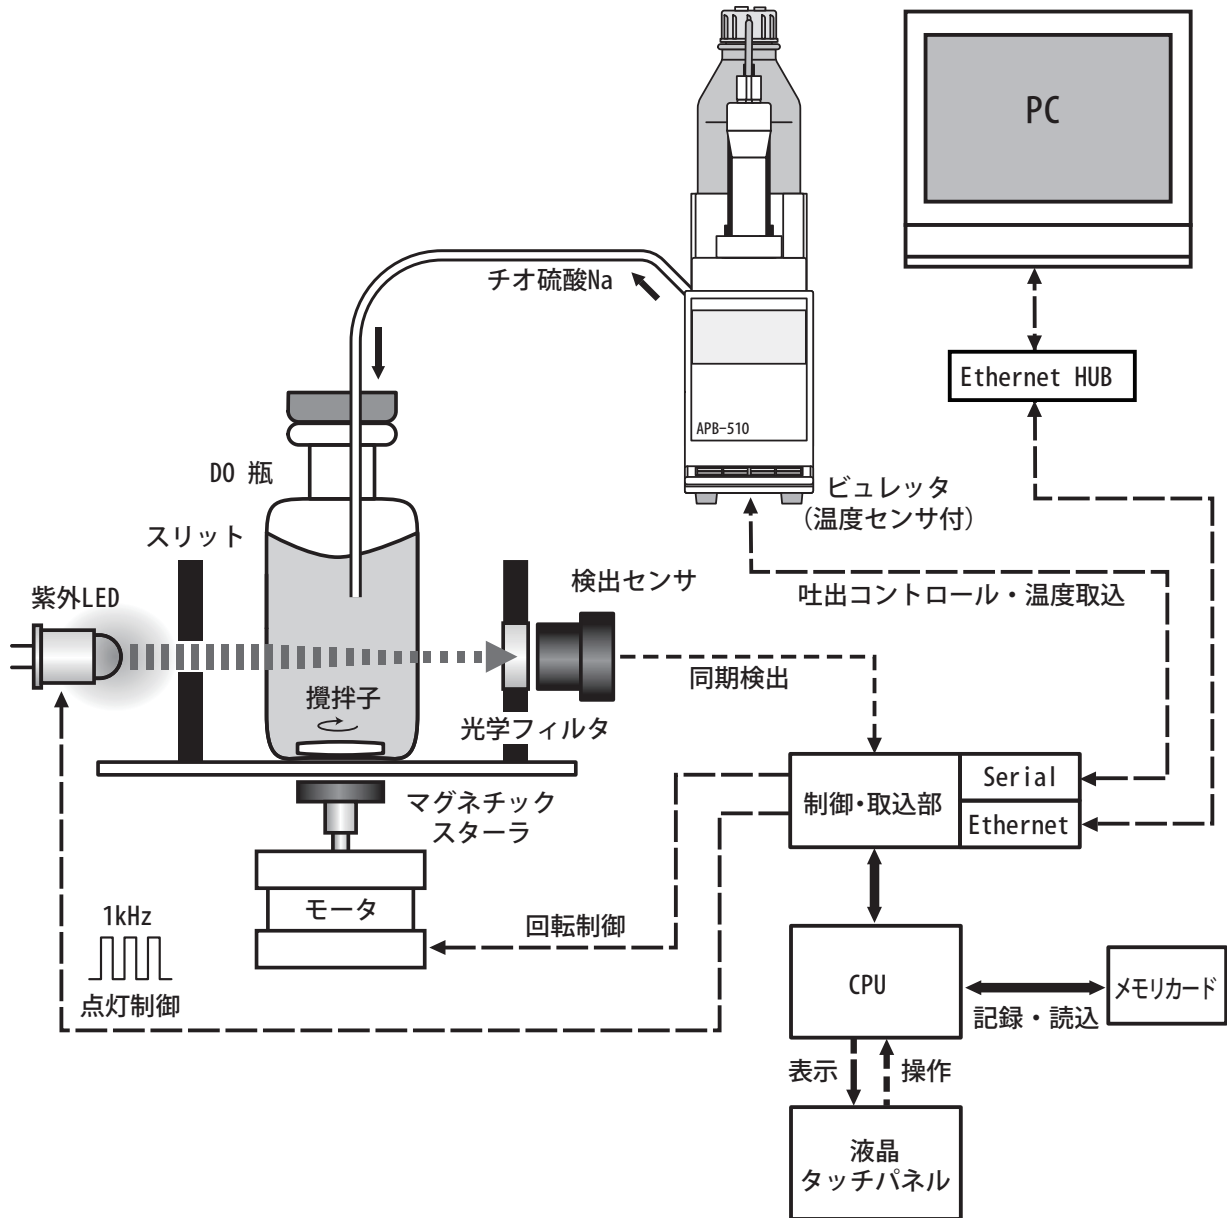 PC
チオ硫酸Na
Ethernet HUB
APB-510
DO 瓶
ビュレッタ
(温度センサ付)
スリット
検出センサ
紫外LED
吐出コントロール・温度取込
同期検出
攪拌子
光学フィルタ
制御・取込部
Serial
Ethernet
マグネチック
スターラ
モータ
回転制御
1kHz
点灯制御
CPU
メモリカード
記録・読込
表示
操作
液晶
タッチパネル